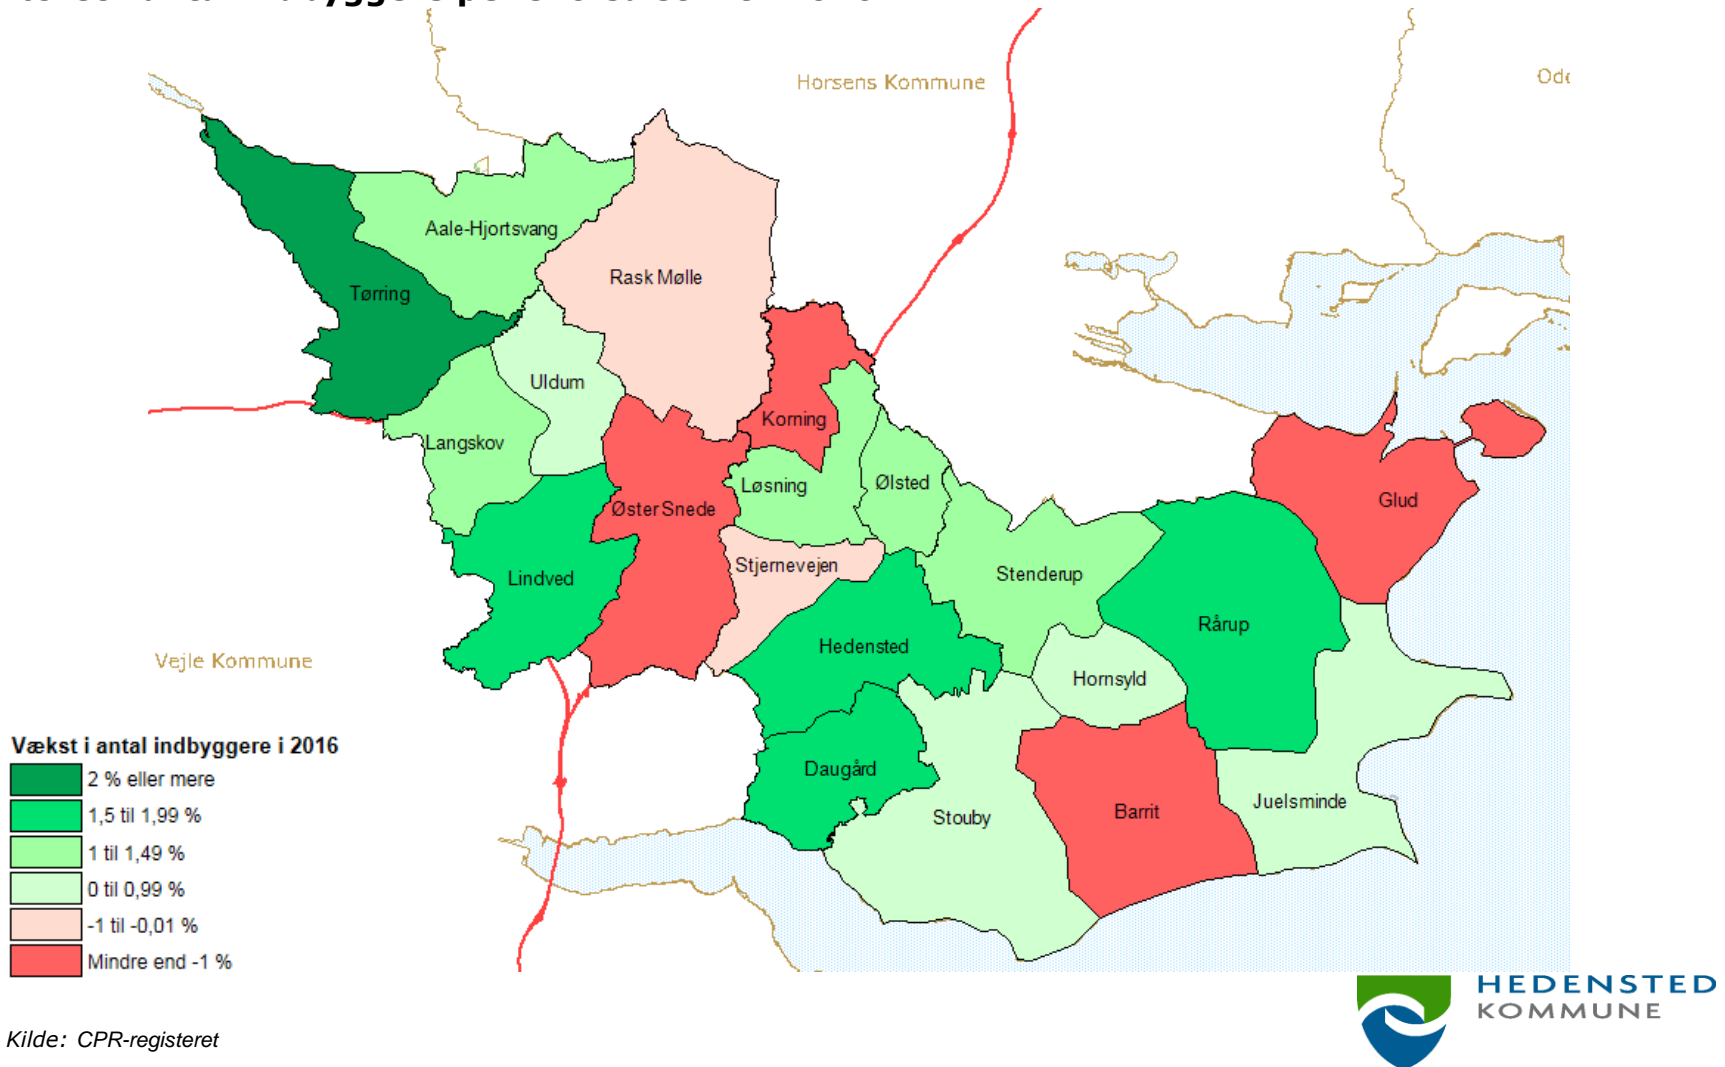 Horsens Kommune
Aale-Hjortsvang
Rask Mølle
Tørring
Uldum
Korning
Langskov
Løsning
Ølsted
Glud
Øster Snede
Stjernevejen
Stenderup
Lindved
Rårup
Hedensted
Vejle Kommune
Hornsyld
Daugård
Juelsminde
Barrit
Stouby
Vækst i antal indbyggere i 2016
2 % eller mere
1,5 til 1,99 %
1 til 1,49 %
0 til 0,99 %
-1 til -0,01 %
Mindre end -1 %
HEDENSTED
KOMMUNE
Kilde: CPR-registeret